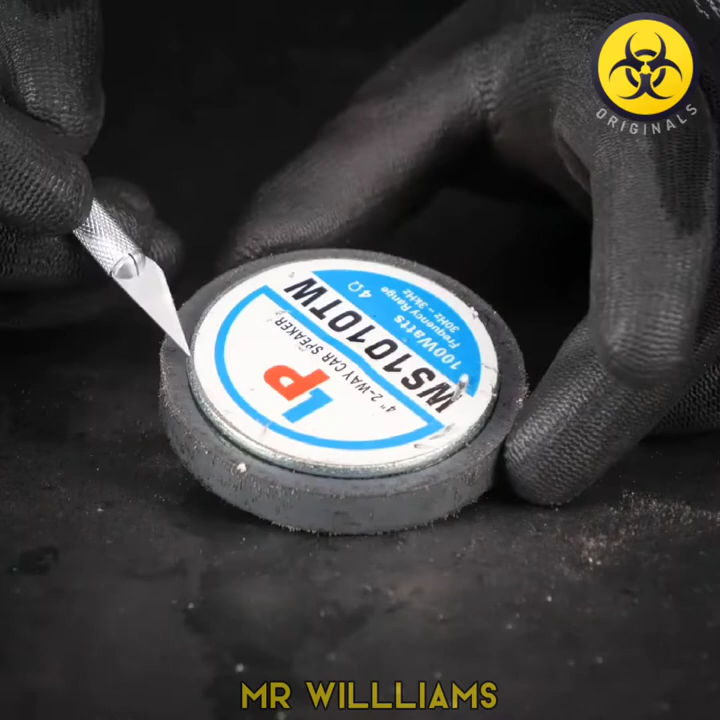 ORIGINALS
LP
4" 2-WAY CAR SPEAKER
WS1010TW
100Watts 4Ω
Frequency Range
30Hz-3kHz
MR WILLLIAMS